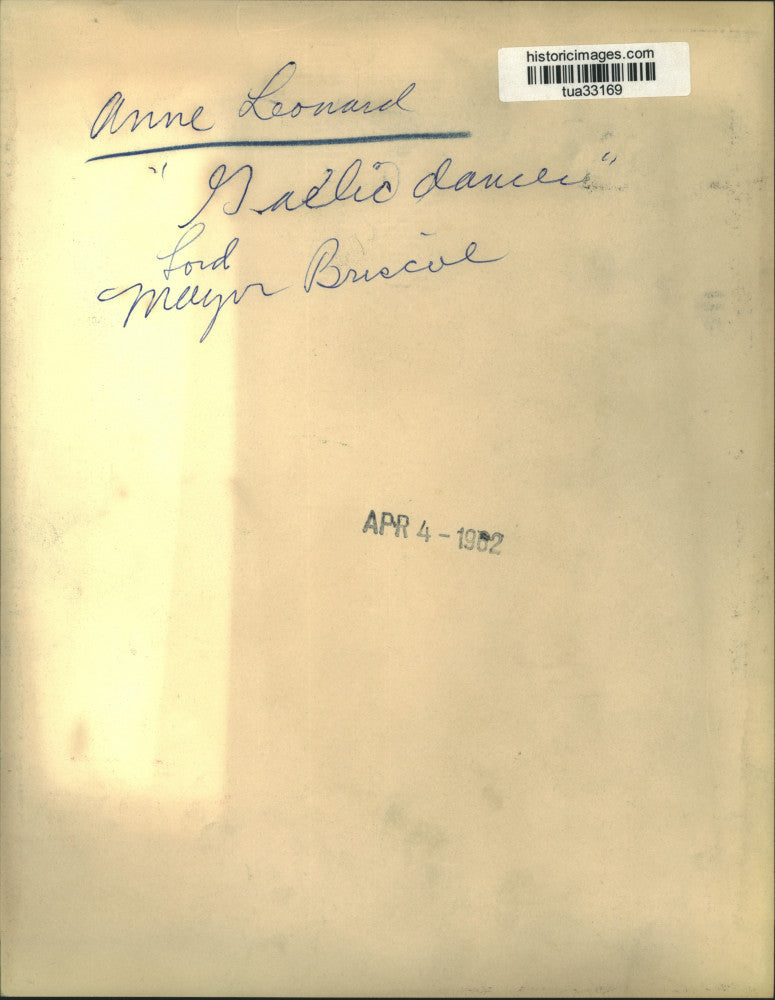 historicimages.com
tua33169
Anne Leonard
"Gaelic dancer"
Lord
Mayor Briscoe
APR 4 - 1962